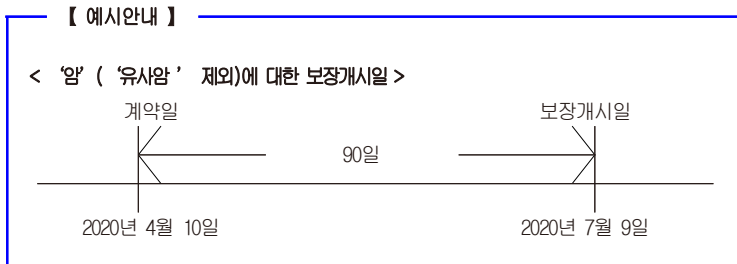 【 예시안내 】
< ‘암’ ( ‘유사암 ’ 제외)에 대한 보장개시일 >
계약일 보장개시일
90일
2020년 4월 10일 2020년 7월 9일